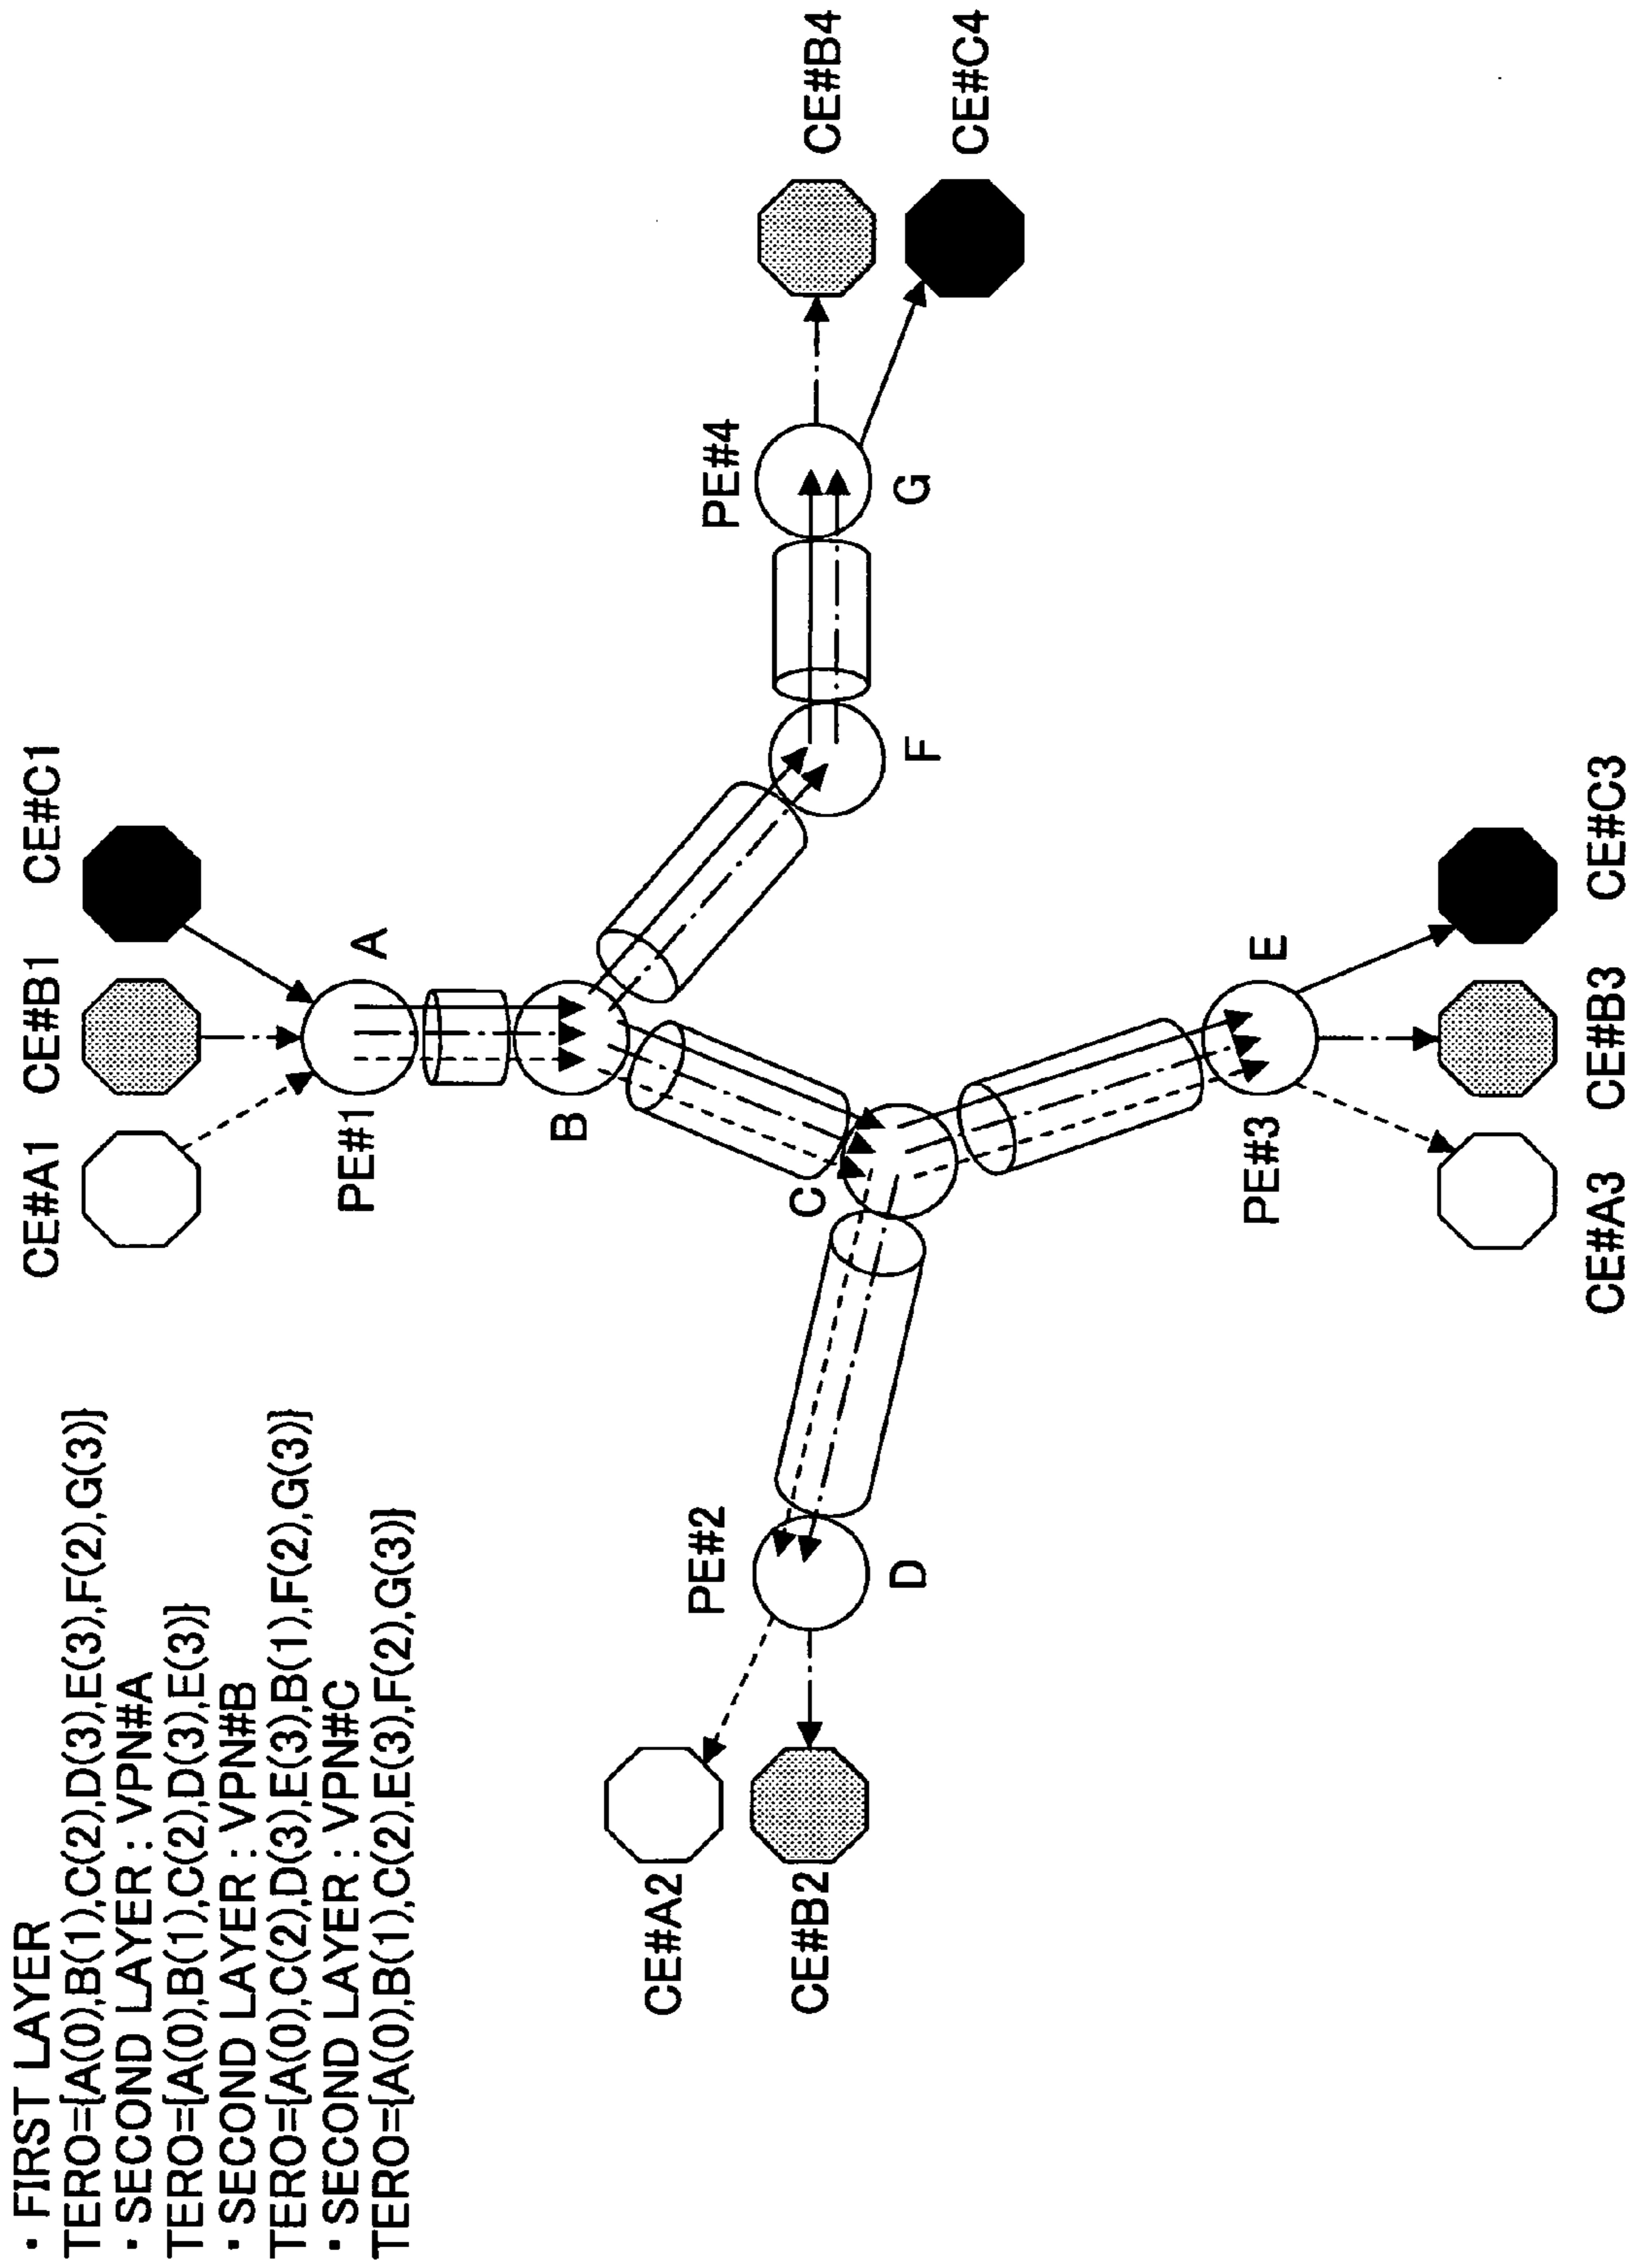 · FIRST LAYER
TERO={A(0),B(1),C(2),D(3),E(3),F(2),G(3)}
· SECOND LAYER : VPN#A
TERO={A(0),B(1),C(2),D(3),E(3)}
· SECOND LAYER : VPN#B
TERO={A(0),C(2),D(3),E(3),B(1),F(2),G(3)}
· SECOND LAYER : VPN#C
TERO={A(0),B(1),C(2),E(3),F(2),G(3)}
CE#A1 CE#B1 CE#C1
PE#1
A
B
C
PE#2
D
CE#A2
CE#B2
F
PE#4
G
CE#B4
CE#C4
PE#3
E
CE#A3 CE#B3 CE#C3